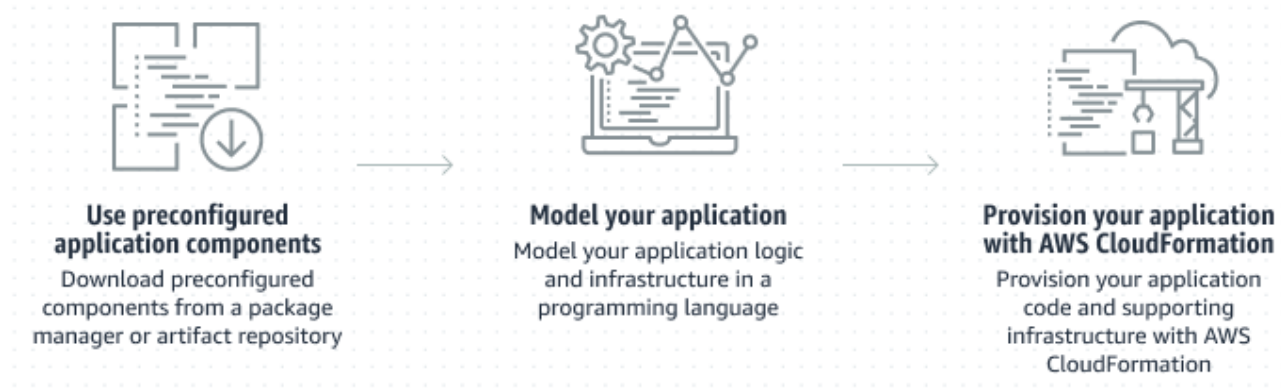 Use preconfigured
application components
Download preconfigured
components from a package
manager or artifact repository
Model your application
Model your application logic
and infrastructure in a
programming language
Provision your application
with AWS CloudFormation
Provision your application
code and supporting
infrastructure with AWS
CloudFormation